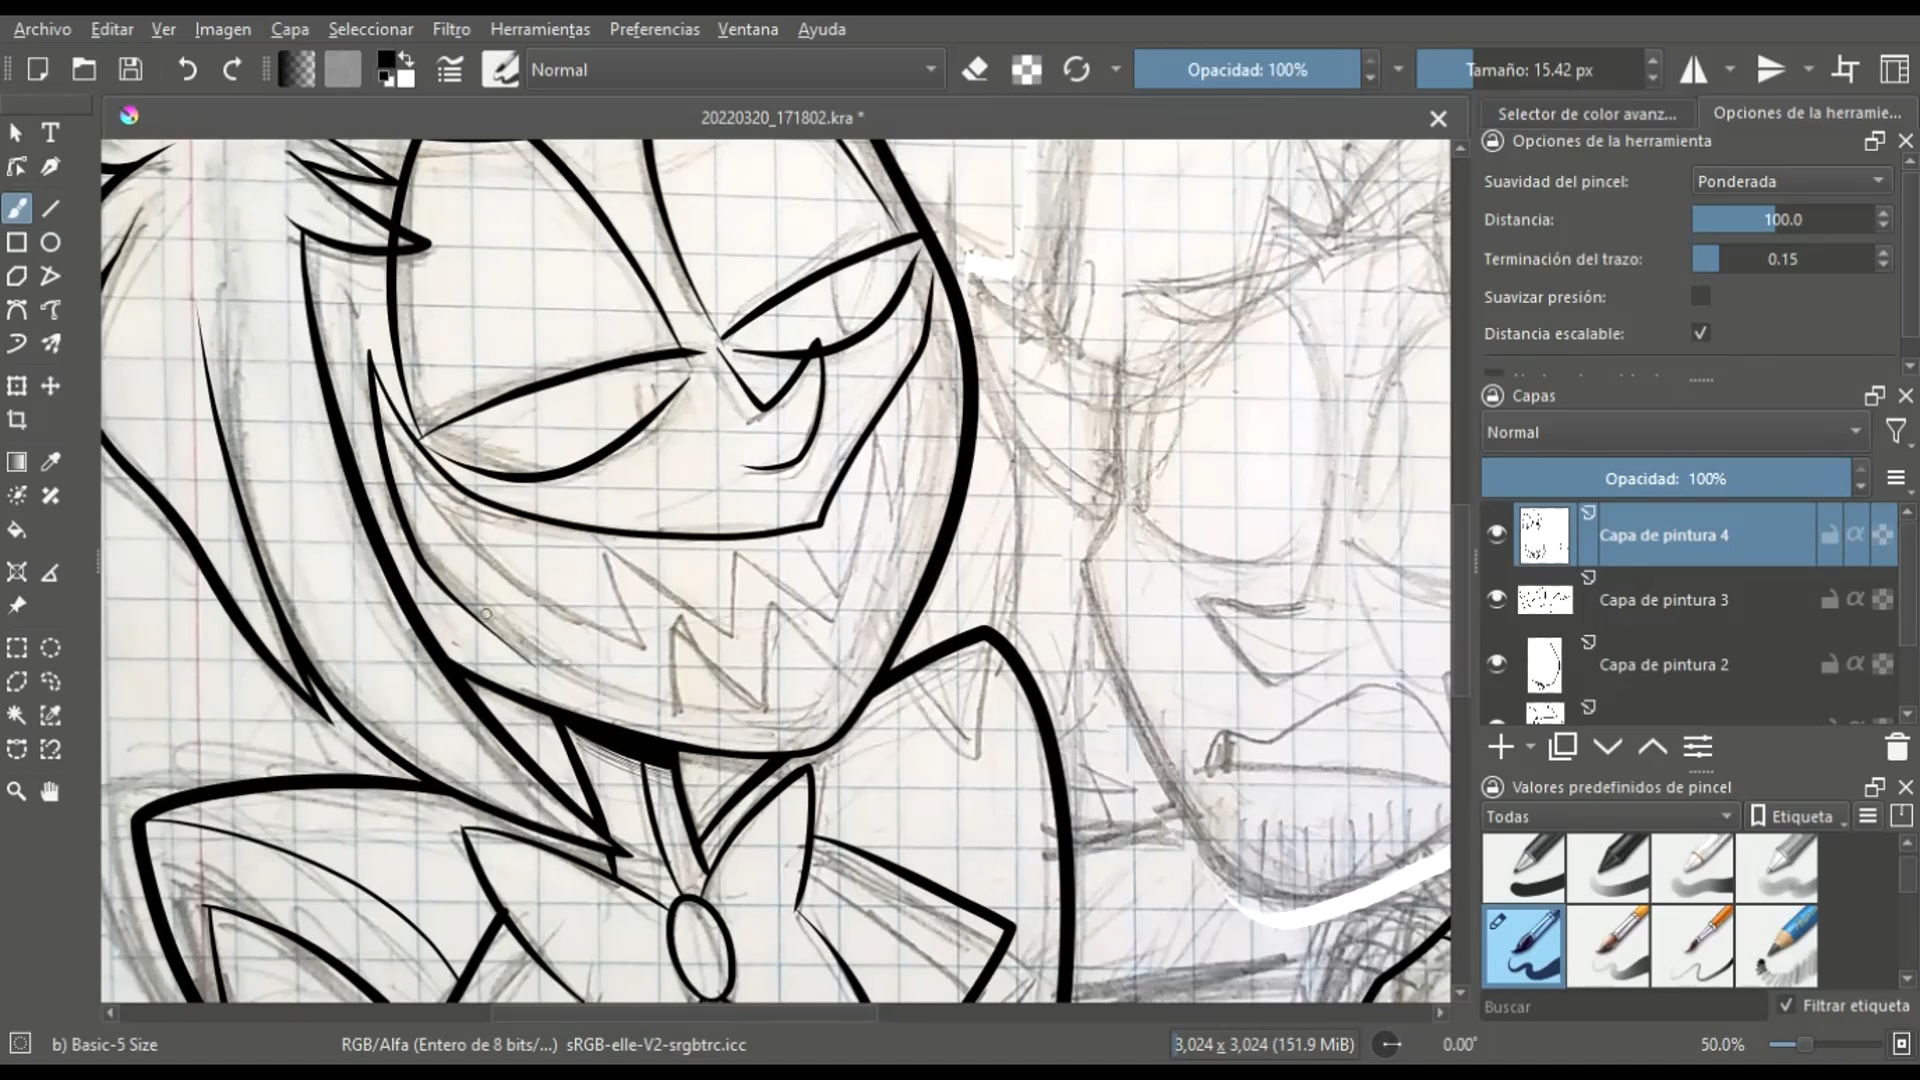 Archivo Editar Ver Imagen Capa Seleccionar Filtro Herramientas Preferencias Ventana Ayuda
Normal Opacidad: 100% Tamaño: 15.42 px
20220320_171802.kra *
Selector de color avanz... Opciones de la herramie...
Opciones de la herramienta
Suavidad del pincel: Ponderada
Distancia: 100.0
Terminación del trazo: 0.15
Suavizar presión:
Distancia escalable:
Capas
Normal
Opacidad: 100%
Capa de pintura 4
Capa de pintura 3
Capa de pintura 2
Valores predefinidos de pincel
Todas Etiqueta
Buscar Filtrar etiqueta
b) Basic-5 Size RGB/Alfa (Entero de 8 bits/...) sRGB-elle-V2-srgbtrc.icc 3,024 x 3,024 (151.9 MiB) 0.00° 50.0%